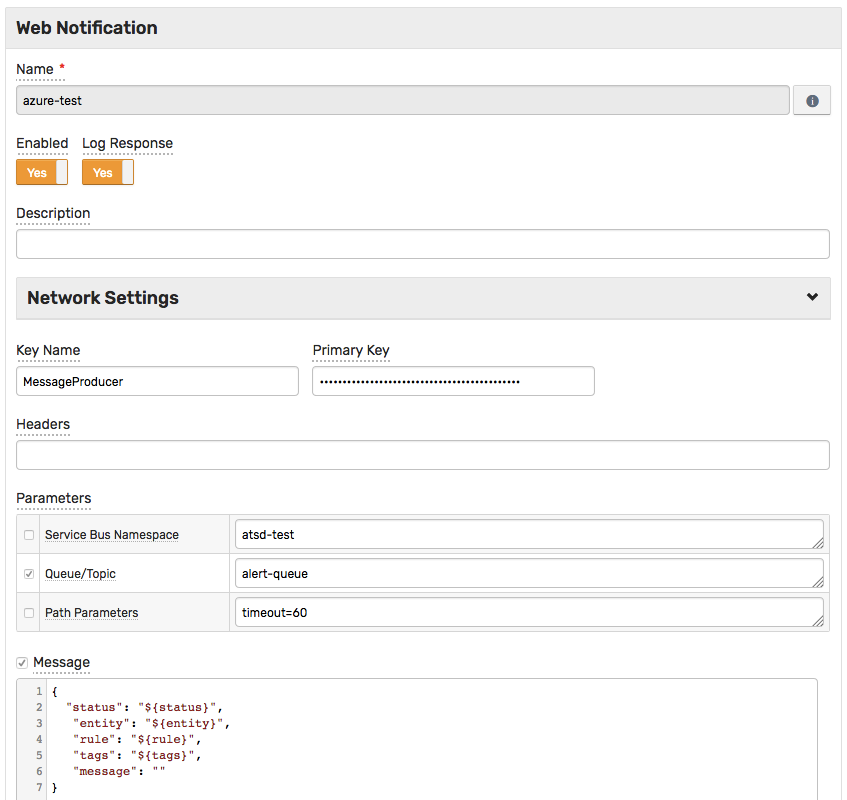 Web Notification
Name *
azure-test
Enabled Log Response
Yes Yes
Description
Network Settings
Key Name Primary Key
MessageProducer ••••••••••••••••••••••••••••••••••••••••••••
Headers
Parameters
Service Bus Namespace atsd-test
Queue/Topic alert-queue
Path Parameters timeout=60
Message
1 {
2 "status": "${status}",
3 "entity": "${entity}",
4 "rule": "${rule}",
5 "tags": "${tags}",
6 "message": ""
7 }